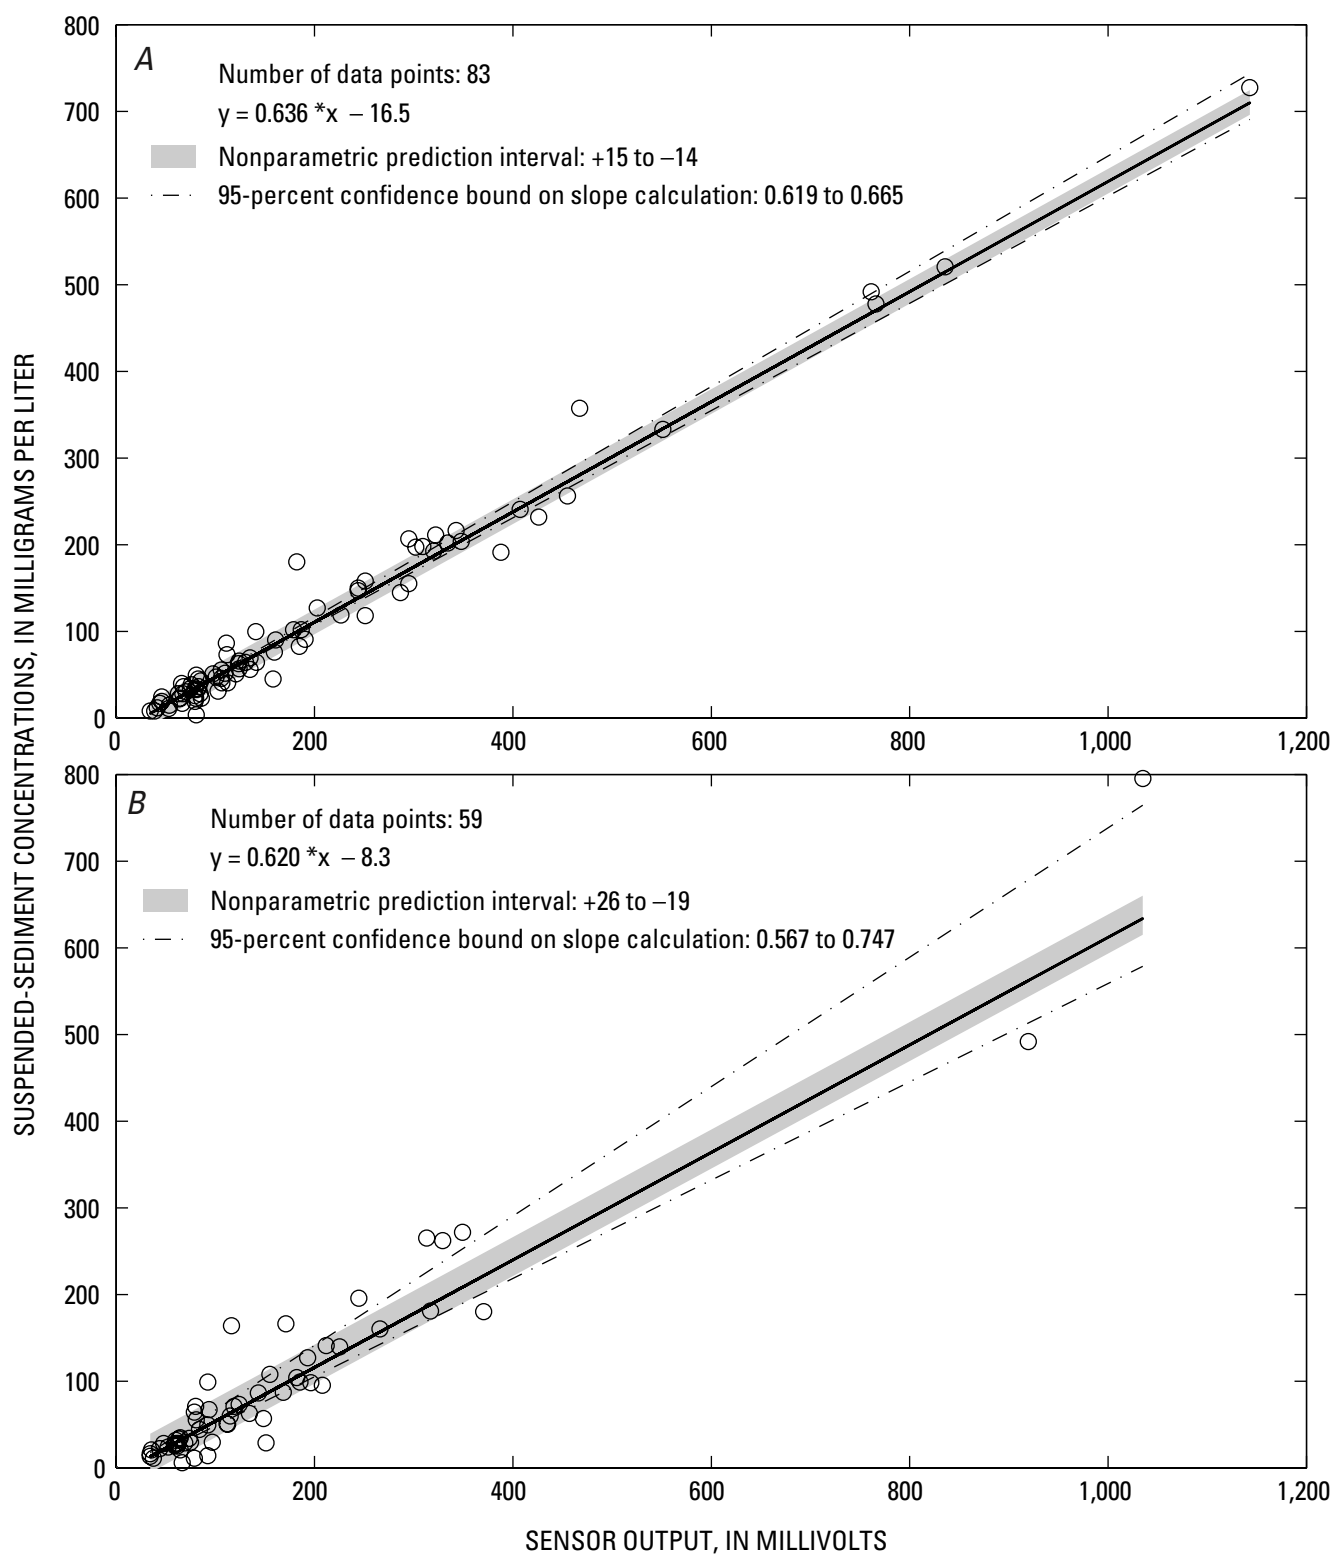 SUSPENDED-SEDIMENT CONCENTRATIONS, IN MILLIGRAMS PER LITER
A
Number of data points: 83
y = 0.636 *x – 16.5
Nonparametric prediction interval: +15 to –14
95-percent confidence bound on slope calculation: 0.619 to 0.665
800
700
600
500
400
300
200
100
0
0 200 400 600 800 1,000 1,200
B
Number of data points: 59
y = 0.620 *x – 8.3
Nonparametric prediction interval: +26 to –19
95-percent confidence bound on slope calculation: 0.567 to 0.747
800
700
600
500
400
300
200
100
0
0 200 400 600 800 1,000 1,200
SENSOR OUTPUT, IN MILLIVOLTS